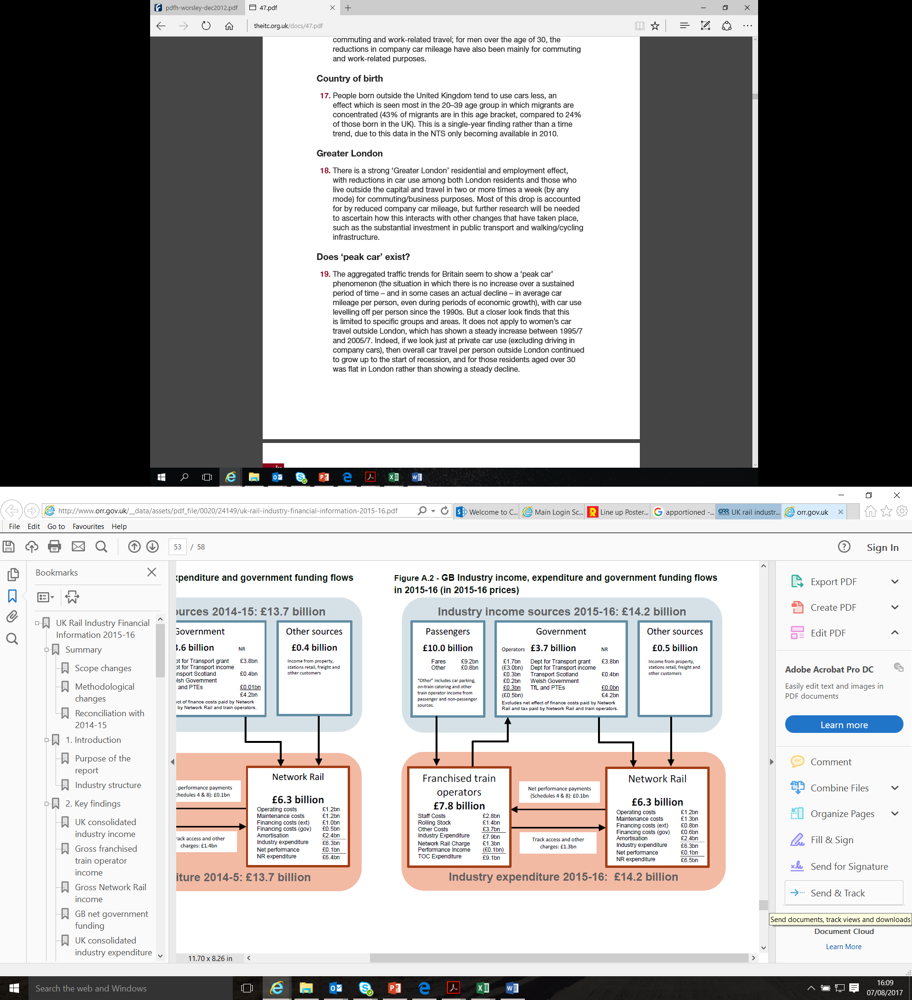 pdfh-worsley-dec2012.pdf
47.pdf
theitc.org.uk/docs/47.pdf
commuting and work-related travel; for men over the age of 30, the
reductions in company car mileage have also been mainly for commuting
and work-related purposes.
Country of birth
17. People born outside the United Kingdom tend to use cars less, an
effect which is seen most in the 20–39 age group in which migrants are
concentrated (43% of migrants are in this age bracket, compared to 24%
of those born in the UK). This is a single-year finding rather than a time
trend, due to this data in the NTS only becoming available in 2010.
Greater London
18. There is a strong ‘Greater London’ residential and employment effect,
with reductions in car use among both London residents and those who
live outside the capital and travel in two or more times a week (by any
mode) for commuting/business purposes. Most of this drop is accounted
for by reduced company car mileage, but further research will be needed
to ascertain how this interacts with other changes that have taken place,
such as the substantial investment in public transport and walking/cycling
infrastructure.
Does ‘peak car’ exist?
19. The aggregated traffic trends for Britain seem to show a ‘peak car’
phenomenon (the situation in which there is no increase over a sustained
period of time – and in some cases an actual decline – in average car
mileage per person, even during periods of economic growth), with car use
levelling off per person since the 1990s. But a closer look finds that this
is limited to specific groups and areas. It does not apply to women’s car
travel outside London, which has shown a steady increase between 1995/7
and 2005/7. Indeed, if we look just at private car use (excluding driving in
company cars), then overall car travel per person outside London continued
to grow up to the start of recession, and for those residents aged over 30
was flat in London rather than showing a steady decline.
http://www.orr.gov.uk/__data/assets/pdf_file/0020/24149/uk-rail-industry-financial-information-2015-16.pdf
Welcome to C...
Main Login Sc...
Line up Poster...
apportioned -...
UK rail industr...
orr.gov.uk
File Edit Go to Favourites Help
53 / 58
Sign In
Bookmarks
UK Rail Industry Financial
Information 2015-16
Summary
Scope changes
Methodological
changes
Reconciliation with
2014-15
1. Introduction
Purpose of the
report
Industry structure
2. Key findings
UK consolidated
industry income
Gross franchised
train operator
income
Gross Network Rail
income
GB net government
funding
UK consolidated
industry expenditure
xpenditure and government funding flows
ources 2014-15: £13.7 billion
Government
.6 billion NR
pt for Transport grant £3.8bn
pt for Transport income
nsport Scotland £0.4bn
lsh Government
and PTEs £0.01bn
£4.2bn
ect of finance costs paid by Network
by Network Rail and train operators.
Other sources
£0.4 billion
Income from property,
stations retail, freight and
other customers
performance payments
chedules 4 & 8): £0.1bn
rack access and other
charges: £1.4bn
Network Rail
£6.3 billion
Operating costs £1.2bn
Maintenance costs £1.2bn
Financing costs (ext) £1.0bn
Financing costs (gov) £0.5bn
Amortisation £2.4bn
Industry expenditure £6.3bn
Net performance £0.1bn
NR expenditure £6.4bn
iture 2014-5: £13.7 billion
Figure A.2 - GB Industry income, expenditure and government funding flows
in 2015-16 (in 2015-16 prices)
Industry income sources 2015-16: £14.2 billion
Passengers
£10.0 billion
Fares £9.2bn
Other £0.8bn
“Other” includes car parking,
on-train catering and other
train operator income from
passenger and non-passenger
sources.
Government
Operators £3.7 billion NR
£1.7bn Dept for Transport grant £3.8bn
(£3.0bn) Dept for Transport income
£0.3bn Transport Scotland £0.4bn
£0.2bn Welsh Government
£0.3bn TfL and PTEs £0.0bn
(£0.5bn) £4.2bn
Excludes net effect of finance costs paid by Network
Rail and tax paid by Network Rail and train operators.
Other sources
£0.5 billion
Income from property,
stations retail, freight and
other customers
Franchised train
operators
£7.8 billion
Staff Costs £2.8bn
Rolling Stock £1.4bn
Other Costs £3.7bn
Industry Expenditure £7.9bn
Network Rail Charge £1.3bn
Performance Income (£0.1bn)
TOC Expenditure £9.1bn
Net performance payments
(Schedules 4 & 8): £0.1bn
Track access and other
charges: £1.3bn
Network Rail
£6.3 billion
Operating costs £1.2bn
Maintenance costs £1.3bn
Financing costs (ext) £0.8bn
Financing costs (gov) £0.6bn
Amortisation £2.4bn
Industry expenditure £6.3bn
Net performance £0.1bn
NR expenditure £6.5bn
Industry expenditure 2015-16: £14.2 billion
11.70 x 8.26 in
Export PDF
Create PDF
Edit PDF
Adobe Acrobat Pro DC
Easily edit text and images in
PDF documents
Learn more
Comment
Combine Files
Organize Pages
Fill & Sign
Send for Signature
Send & Track
Send documents, track views and downloads
Document Cloud
Learn More
Search the web and Windows
16:09
07/08/2017